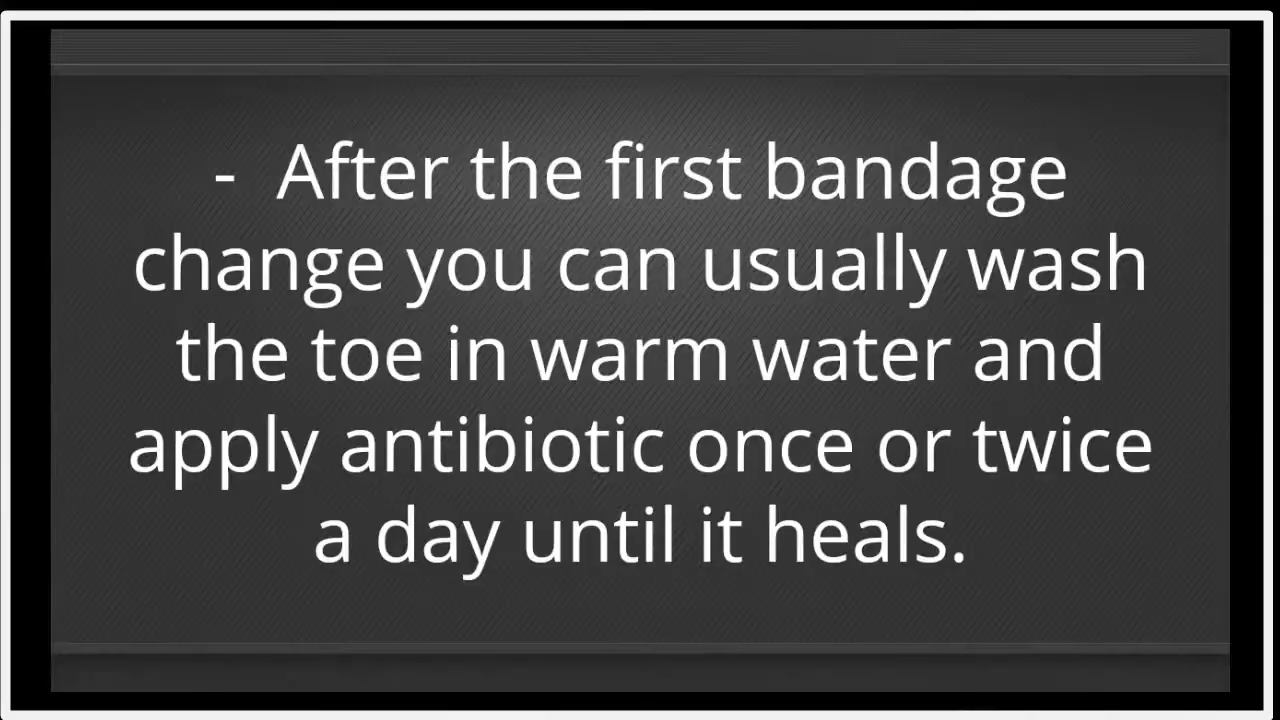 - After the first bandage
change you can usually wash
the toe in warm water and
apply antibiotic once or twice
a day until it heals.